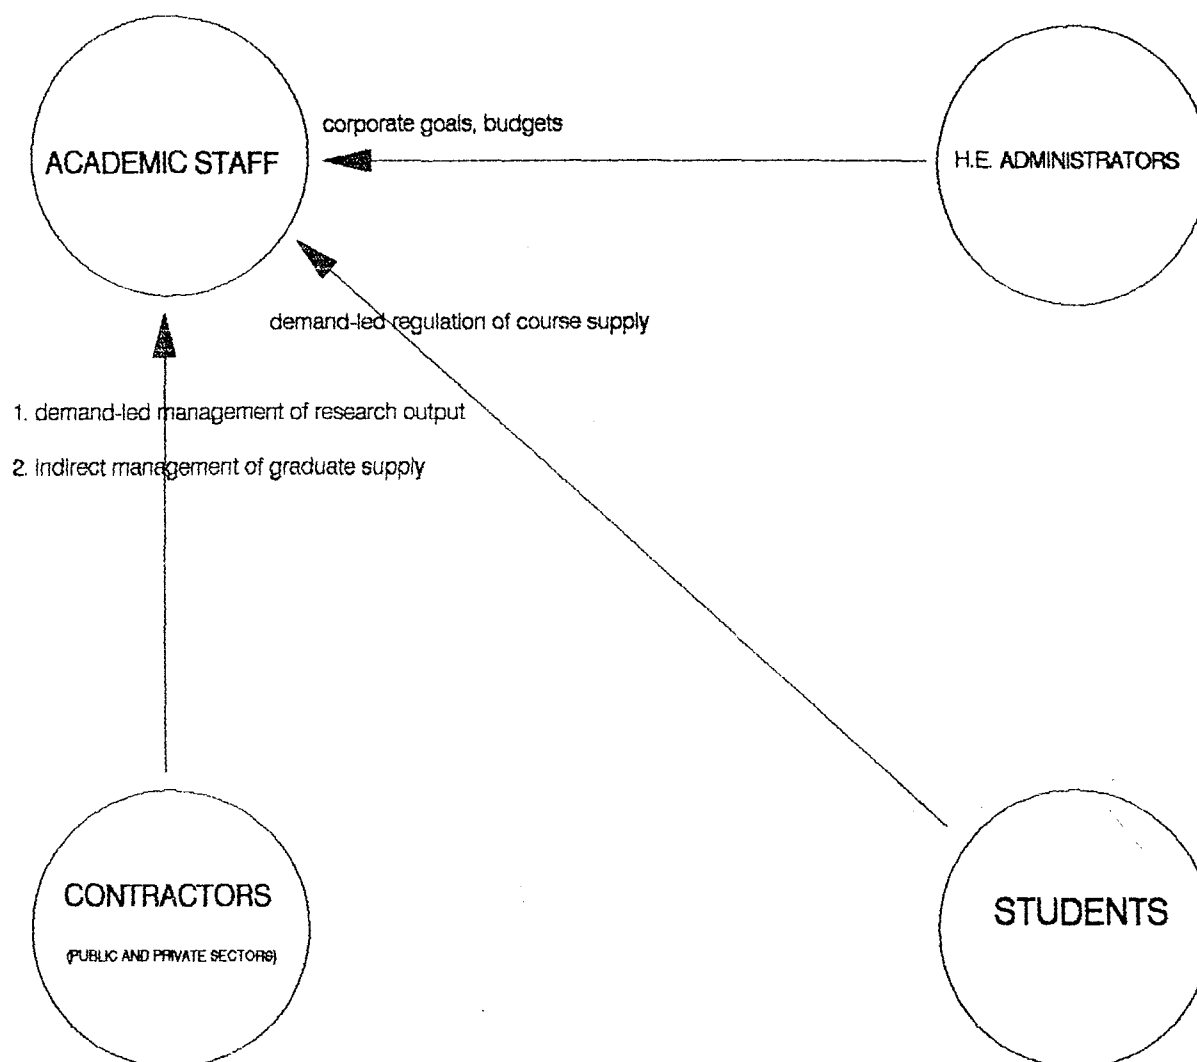 corporate goals, budgets
ACADEMIC STAFF
H.E. ADMINISTRATORS
demand-led regulation of course supply
1. demand-led management of research output
2. indirect management of graduate supply
CONTRACTORS
(PUBLIC AND PRIVATE SECTORS)
STUDENTS